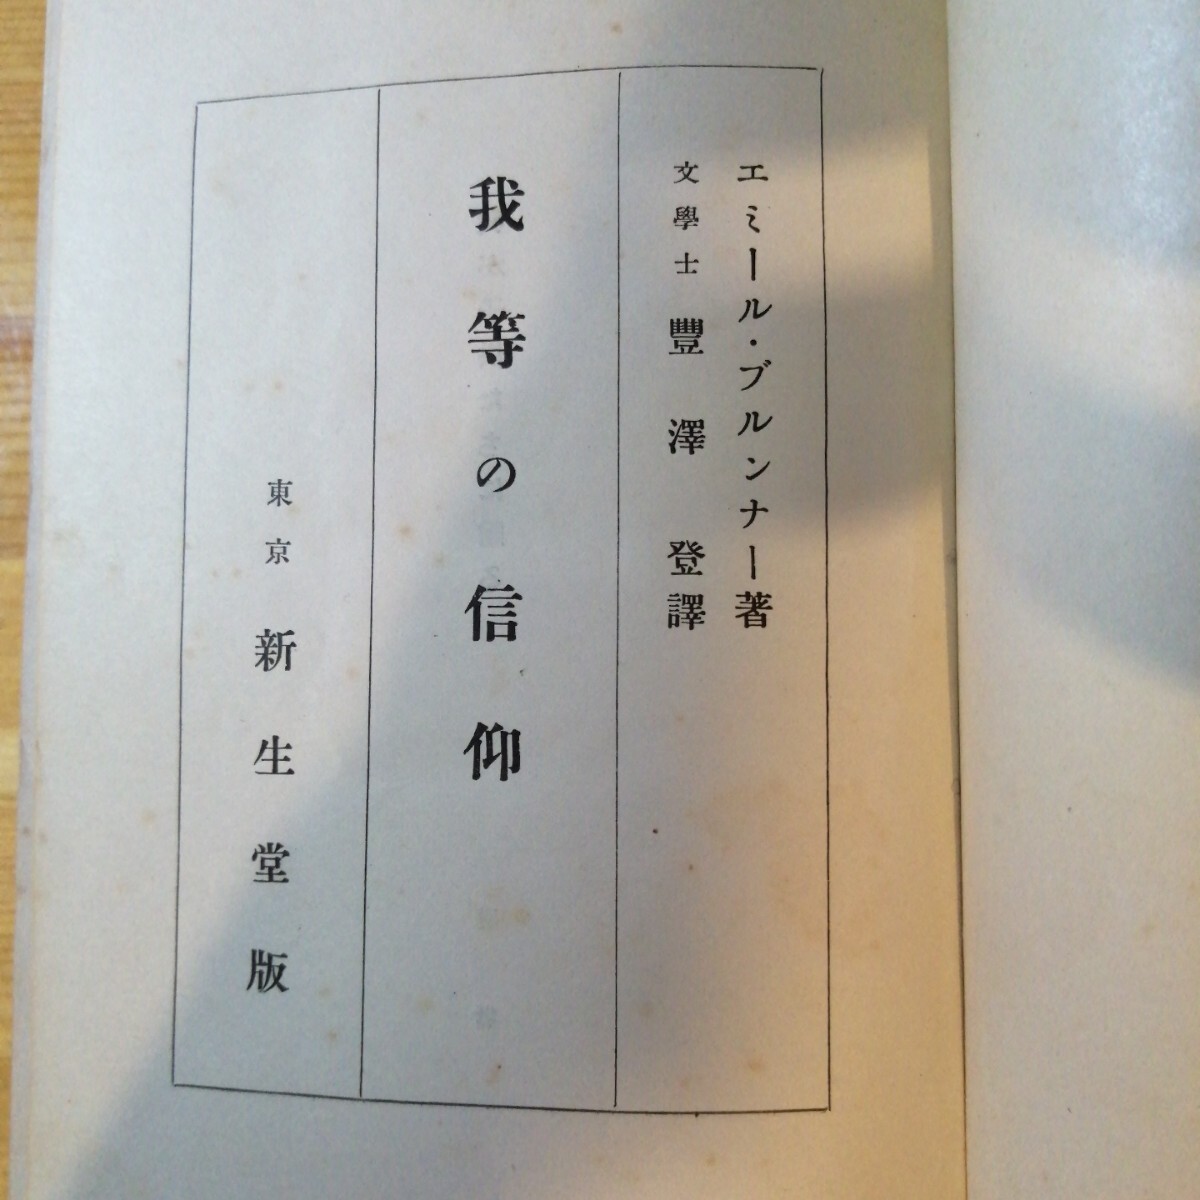 エミール・ブルンナー著
文學士 豐澤登譯
我等の信仰
東京 新生堂版